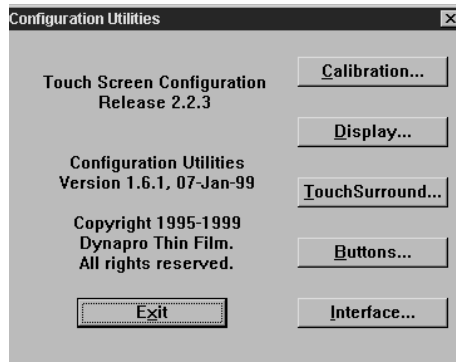 Configuration Utilities
Touch Screen Configuration
Release 2.2.3
Configuration Utilities
Version 1.6.1, 07-Jan-99
Copyright 1995-1999
Dynapro Thin Film.
All rights reserved.
Exit
Calibration...
Display...
TouchSurround...
Buttons...
Interface...